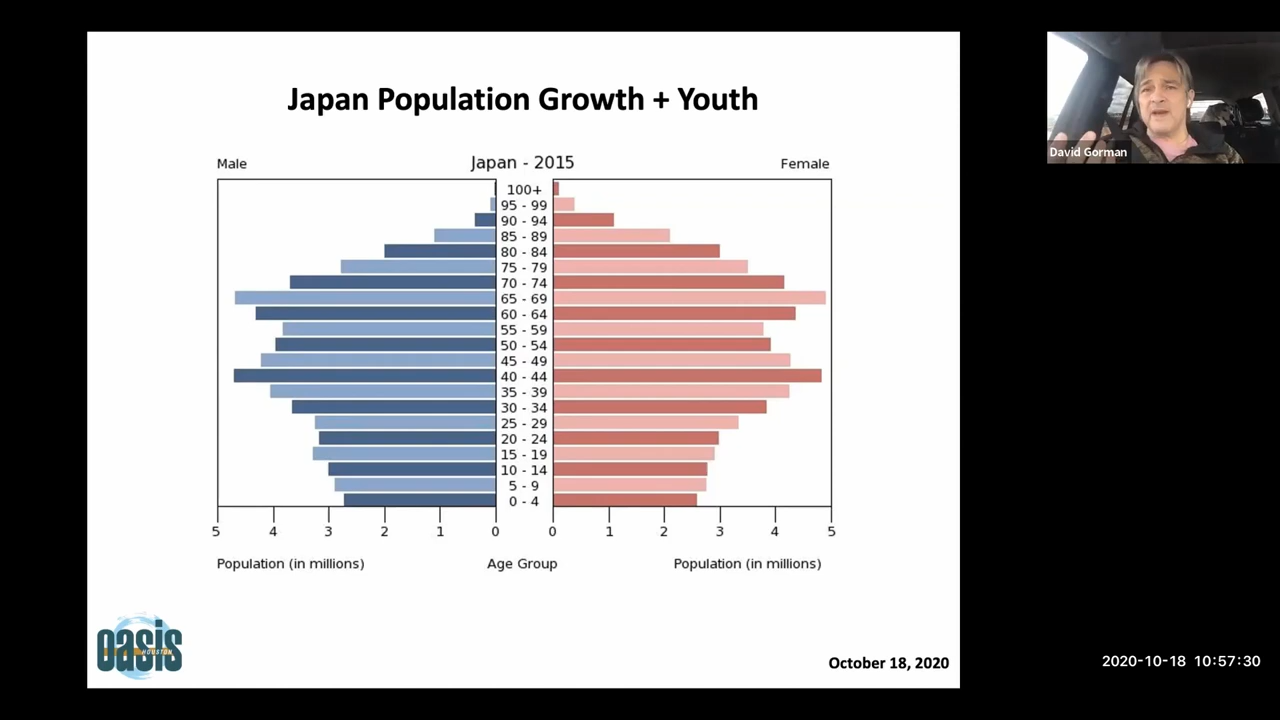 Japan Population Growth + Youth
Male
Japan - 2015
Female
100+
95 - 99
90 - 94
85 - 89
80 - 84
75 - 79
70 - 74
65 - 69
60 - 64
55 - 59
50 - 54
45 - 49
40 - 44
35 - 39
30 - 34
25 - 29
20 - 24
15 - 19
10 - 14
5 - 9
0 - 4
5 4 3 2 1 0 0 1 2 3 4 5
Population (in millions)
Age Group
Population (in millions)
oasis
HOUSTON
October 18, 2020
David Gorman
2020-10-18 10:57:30